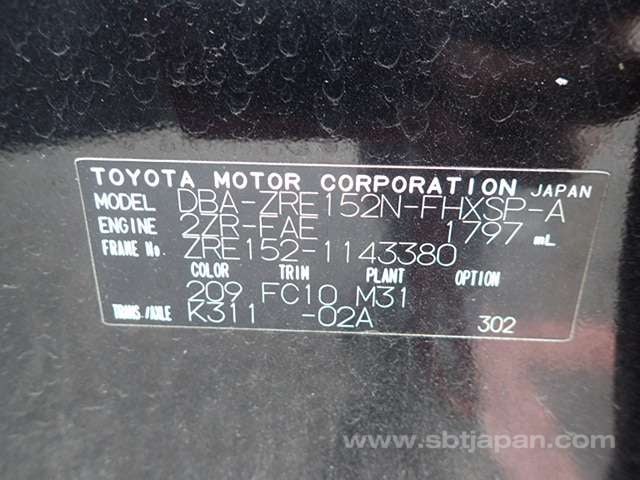 TOYOTA MOTOR CORPORATION JAPAN
MODEL DBA-ZRE152N-FHXSP-A
ENGINE 2ZR-FAE 1797 mL
FRAME No ZRE152-1143380
COLOR TRIM PLANT OPTION
209 FC10 M31
TRANS./AXLE K311 -02A 302
www.sbtjapan.com